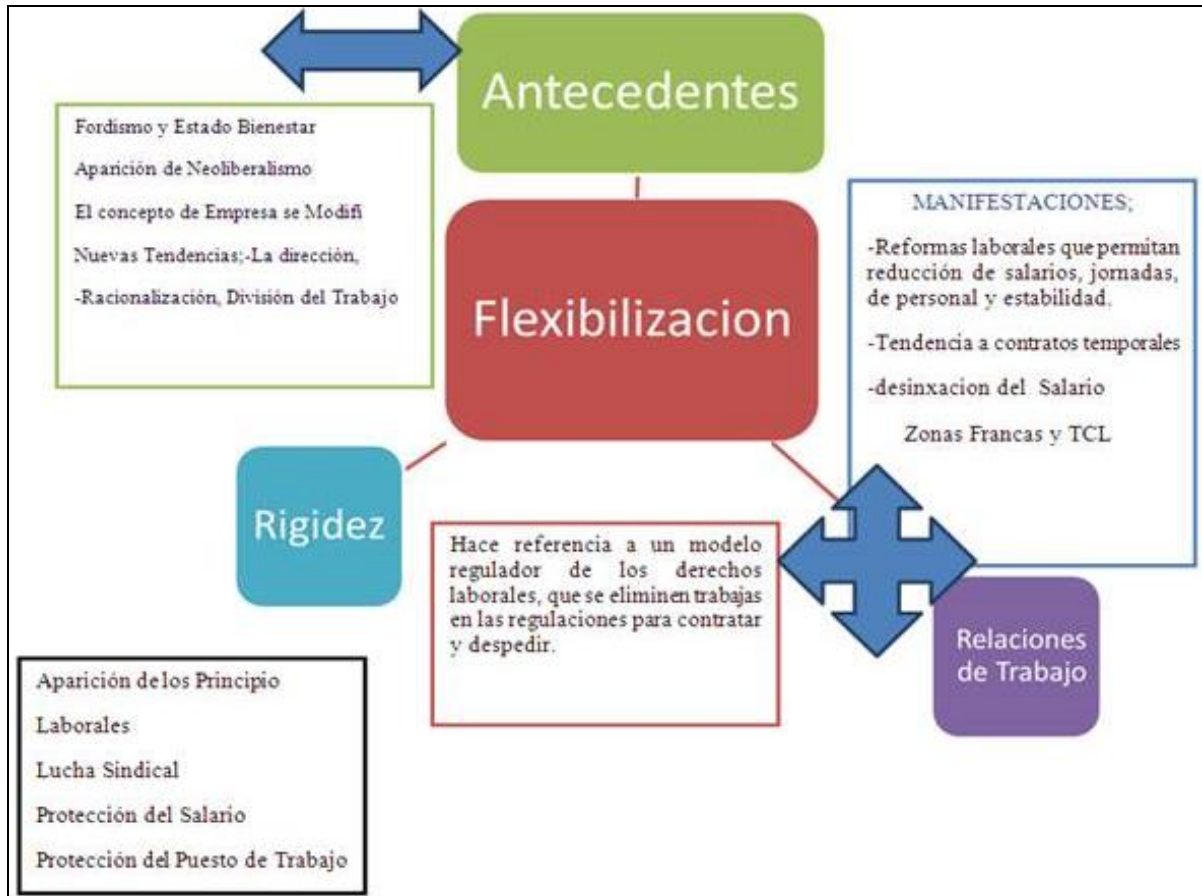 Antecedentes
Fordismo y Estado Bienestar
Aparición de Neoliberalismo
El concepto de Empresa se Modifi
Nuevas Tendencias;-La dirección,
-Racionalización, División del Trabajo
Flexibilizacion
MANIFESTACIONES;
-Reformas laborales que permitan
reducción de salarios, jornadas,
de personal y estabilidad.
-Tendencia a contratos temporales
-desinxacion del Salario
Zonas Francas y TCL
Rigidez
Hace referencia a un modelo
regulador de los derechos
laborales, que se eliminen trabajas
en las regulaciones para contratar
y despedir.
Relaciones
de Trabajo
Aparición de los Principio
Laborales
Lucha Sindical
Protección del Salario
Protección del Puesto de Trabajo